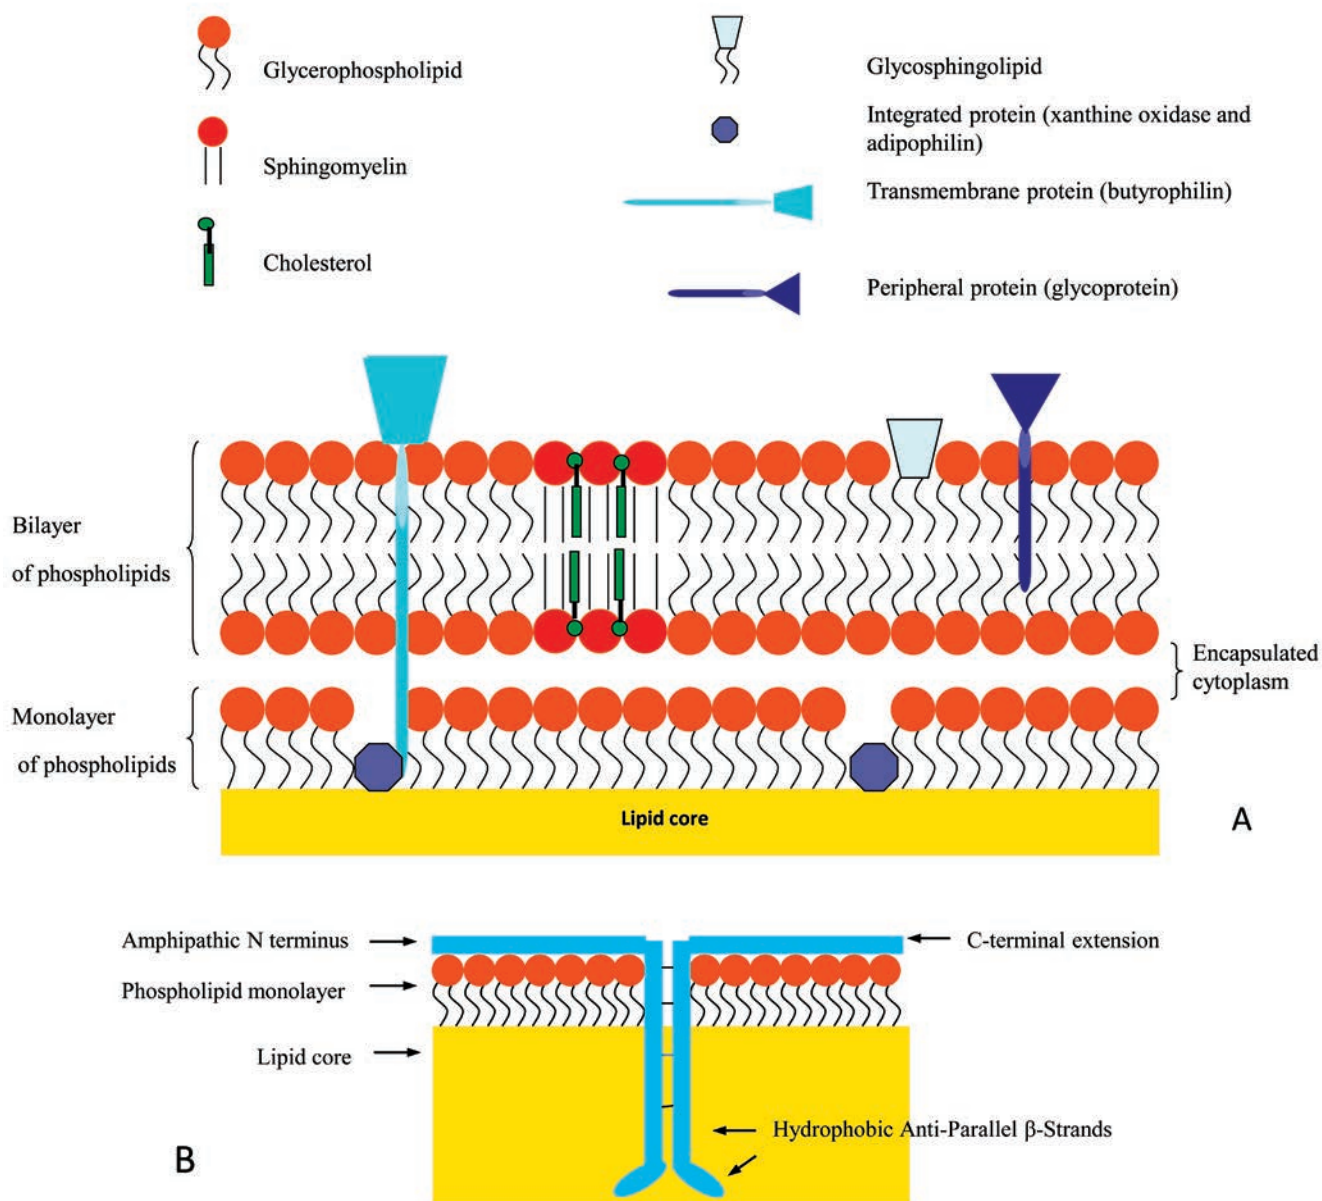 Glycerophospholipid
Sphingomyelin
Cholesterol
Glycosphingolipid
Integrated protein (xanthine oxidase and
adipophilin)
Transmembrane protein (butyrophilin)
Peripheral protein (glycoprotein)
Bilayer
of phospholipids
Encapsulated
cytoplasm
Monolayer
of phospholipids
Lipid core
A
Amphipathic N terminus
C-terminal extension
Phospholipid monolayer
Lipid core
Hydrophobic Anti-Parallel β-Strands
B